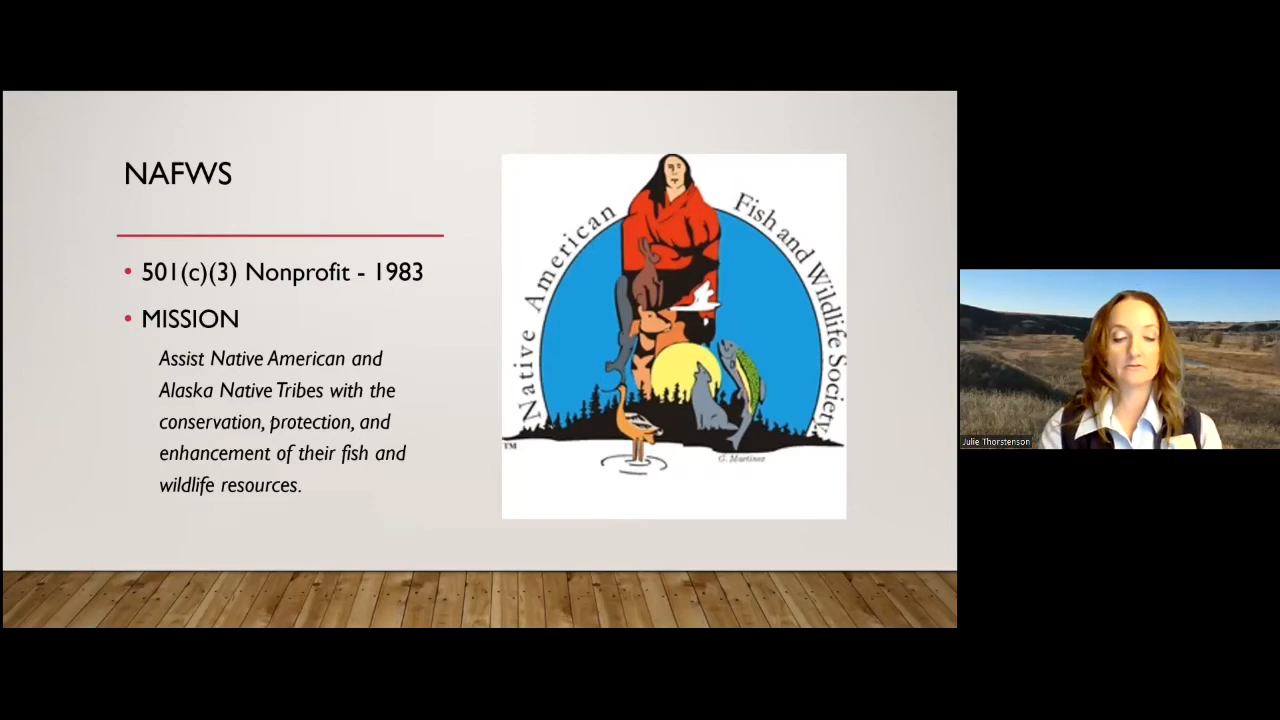 NAFWS
• 501(c)(3) Nonprofit - 1983
• MISSION
Assist Native American and
Alaska Native Tribes with the
conservation, protection, and
enhancement of their fish and
wildlife resources.
Native American Fish and Wildlife Society
TM
G. Martinez
Julie Thorstenson